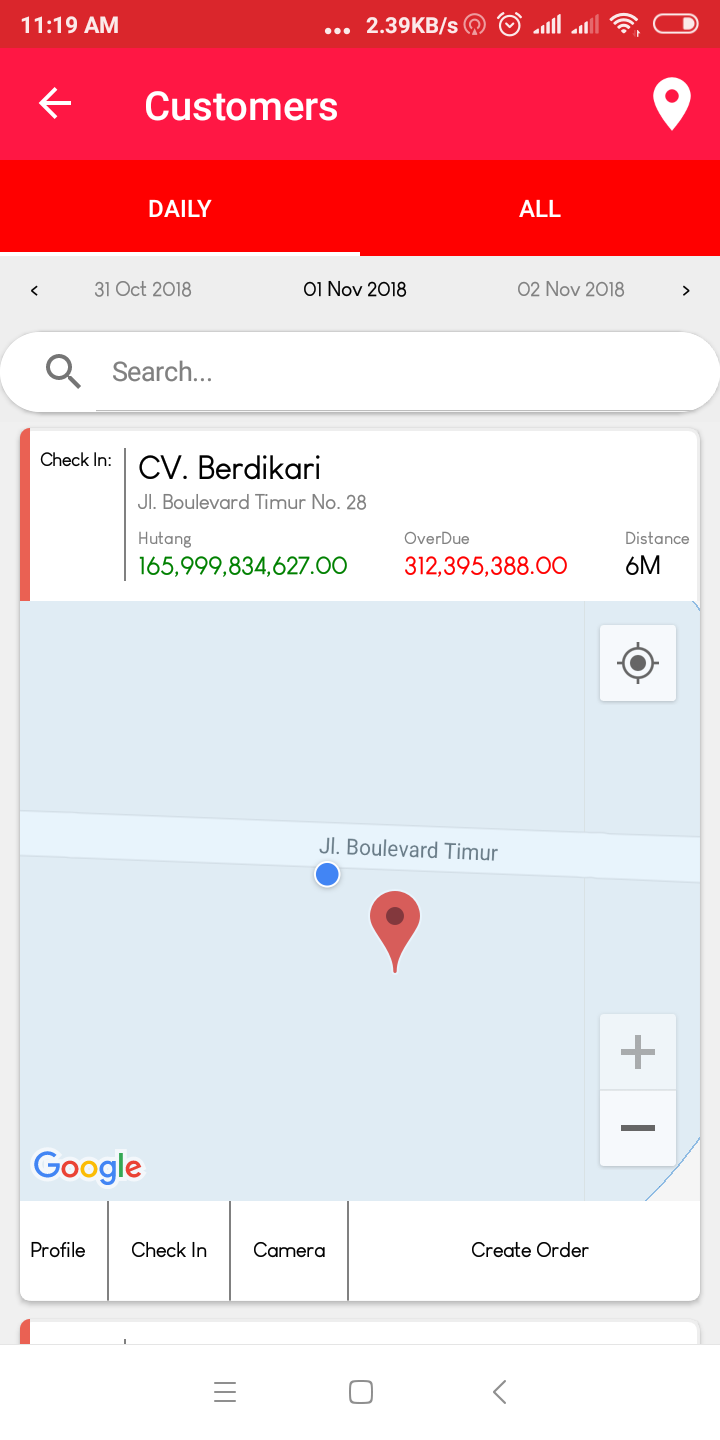 11:19 AM ... 2.39KB/s
Customers
DAILY ALL
< 31 Oct 2018 01 Nov 2018 02 Nov 2018 >
Search...
Check In: CV. Berdikari
Jl. Boulevard Timur No. 28
Hutang OverDue Distance
165,999,834,627.00 312,395,388.00 6M
Jl. Boulevard Timur
Google
Profile Check In Camera Create Order